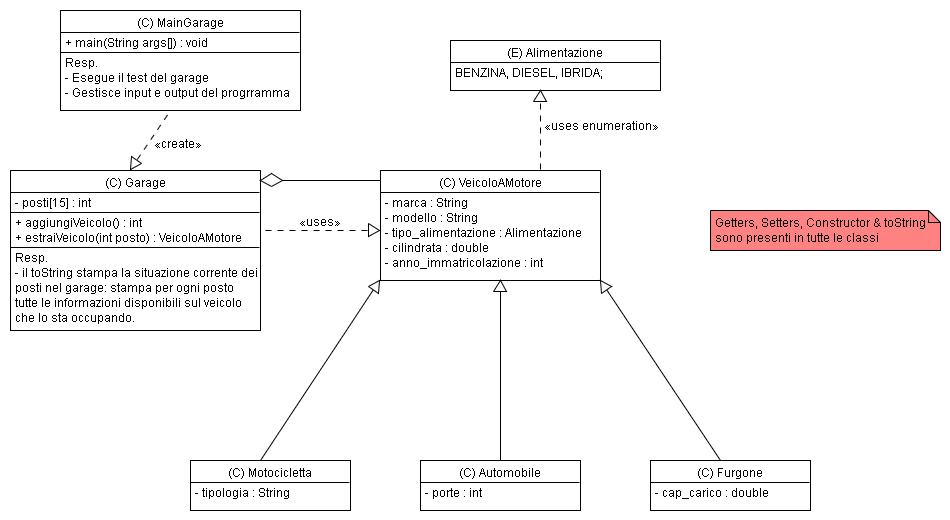 (C) MainGarage
+ main(String args[]) : void
Resp.
- Esegue il test del garage
- Gestisce input e output del progrramma
(E) Alimentazione
BENZINA, DIESEL, IBRIDA;
«create»
«uses enumeration»
(C) Garage
- posti[15] : int
+ aggiungiVeicolo() : int
+ estraiVeicolo(int posto) : VeicoloAMotore
Resp.
- il toString stampa la situazione corrente dei
posti nel garage: stampa per ogni posto
tutte le informazioni disponibili sul veicolo
che lo sta occupando.
«uses»
(C) VeicoloAMotore
- marca : String
- modello : String
- tipo_alimentazione : Alimentazione
- cilindrata : double
- anno_immatricolazione : int
Getters, Setters, Constructor & toString
sono presenti in tutte le classi
(C) Motocicletta
- tipologia : String
(C) Automobile
- porte : int
(C) Furgone
- cap_carico : double